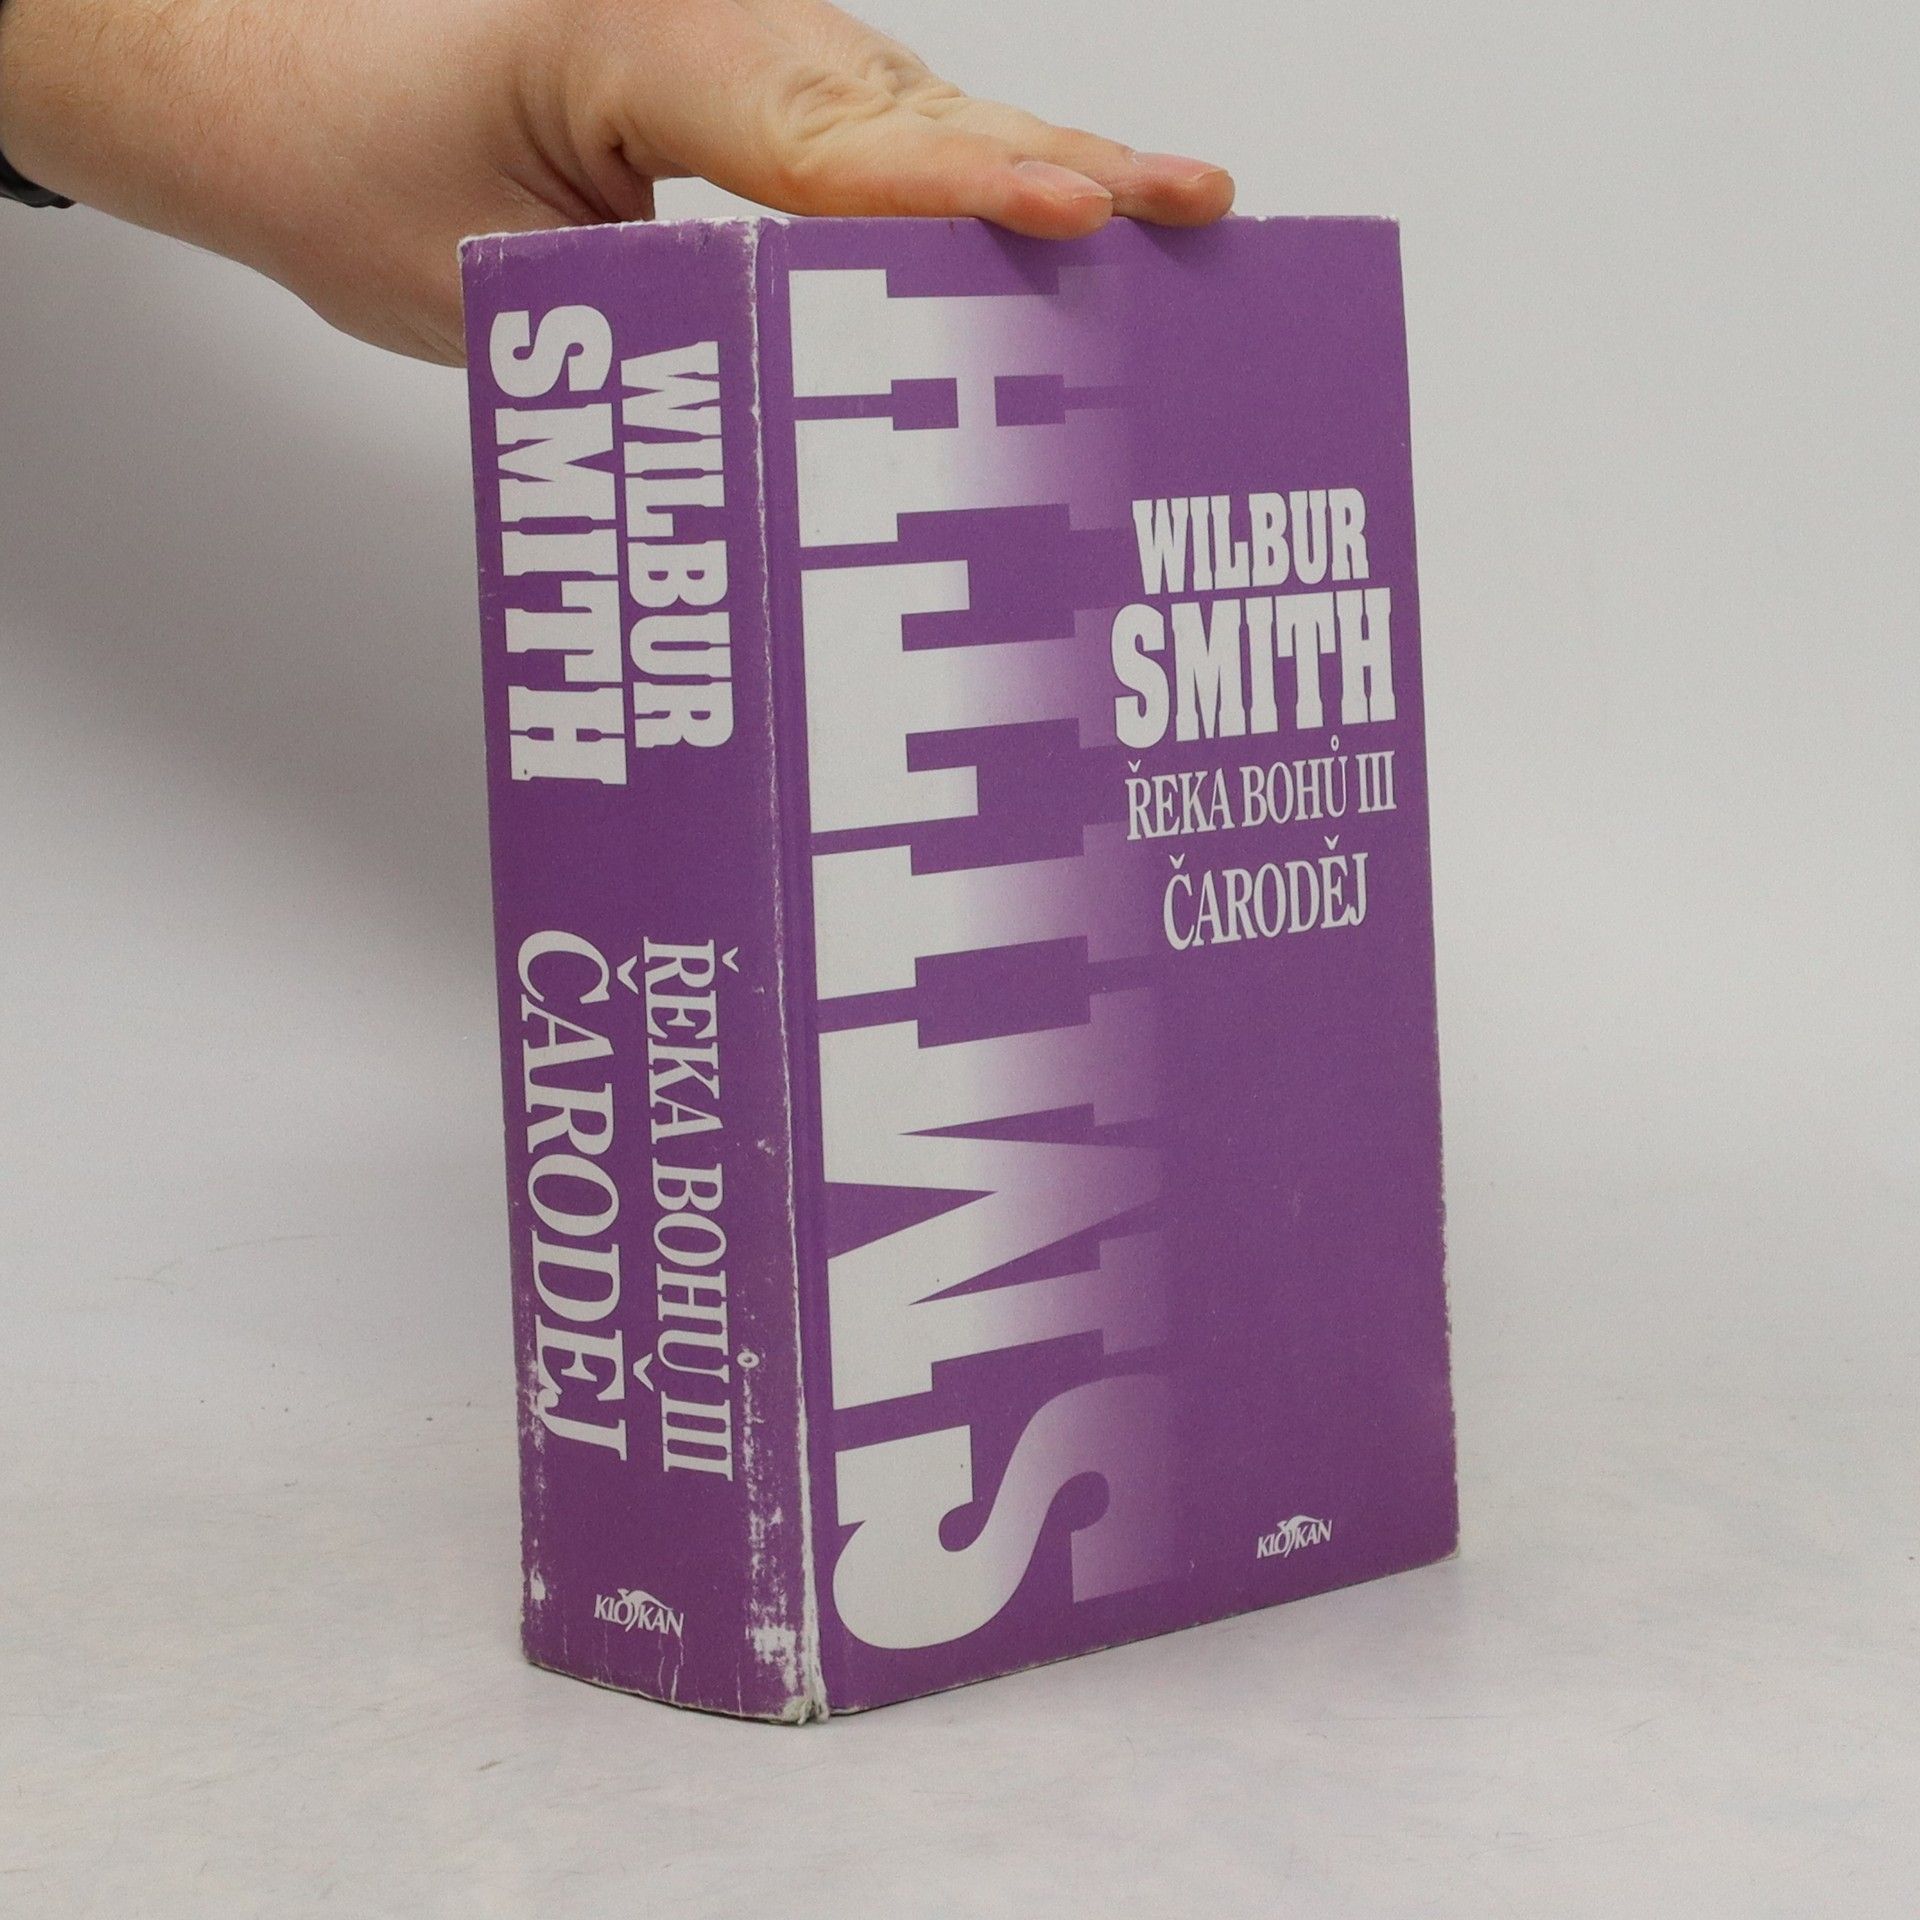 WILBUR
SMITH
ŘEKA BOHŮ III
ČARODĚJ
KLOKAN
SMITH
WILBUR
SMITH
ŘEKA BOHŮ III
ČARODĚJ
KLOKAN